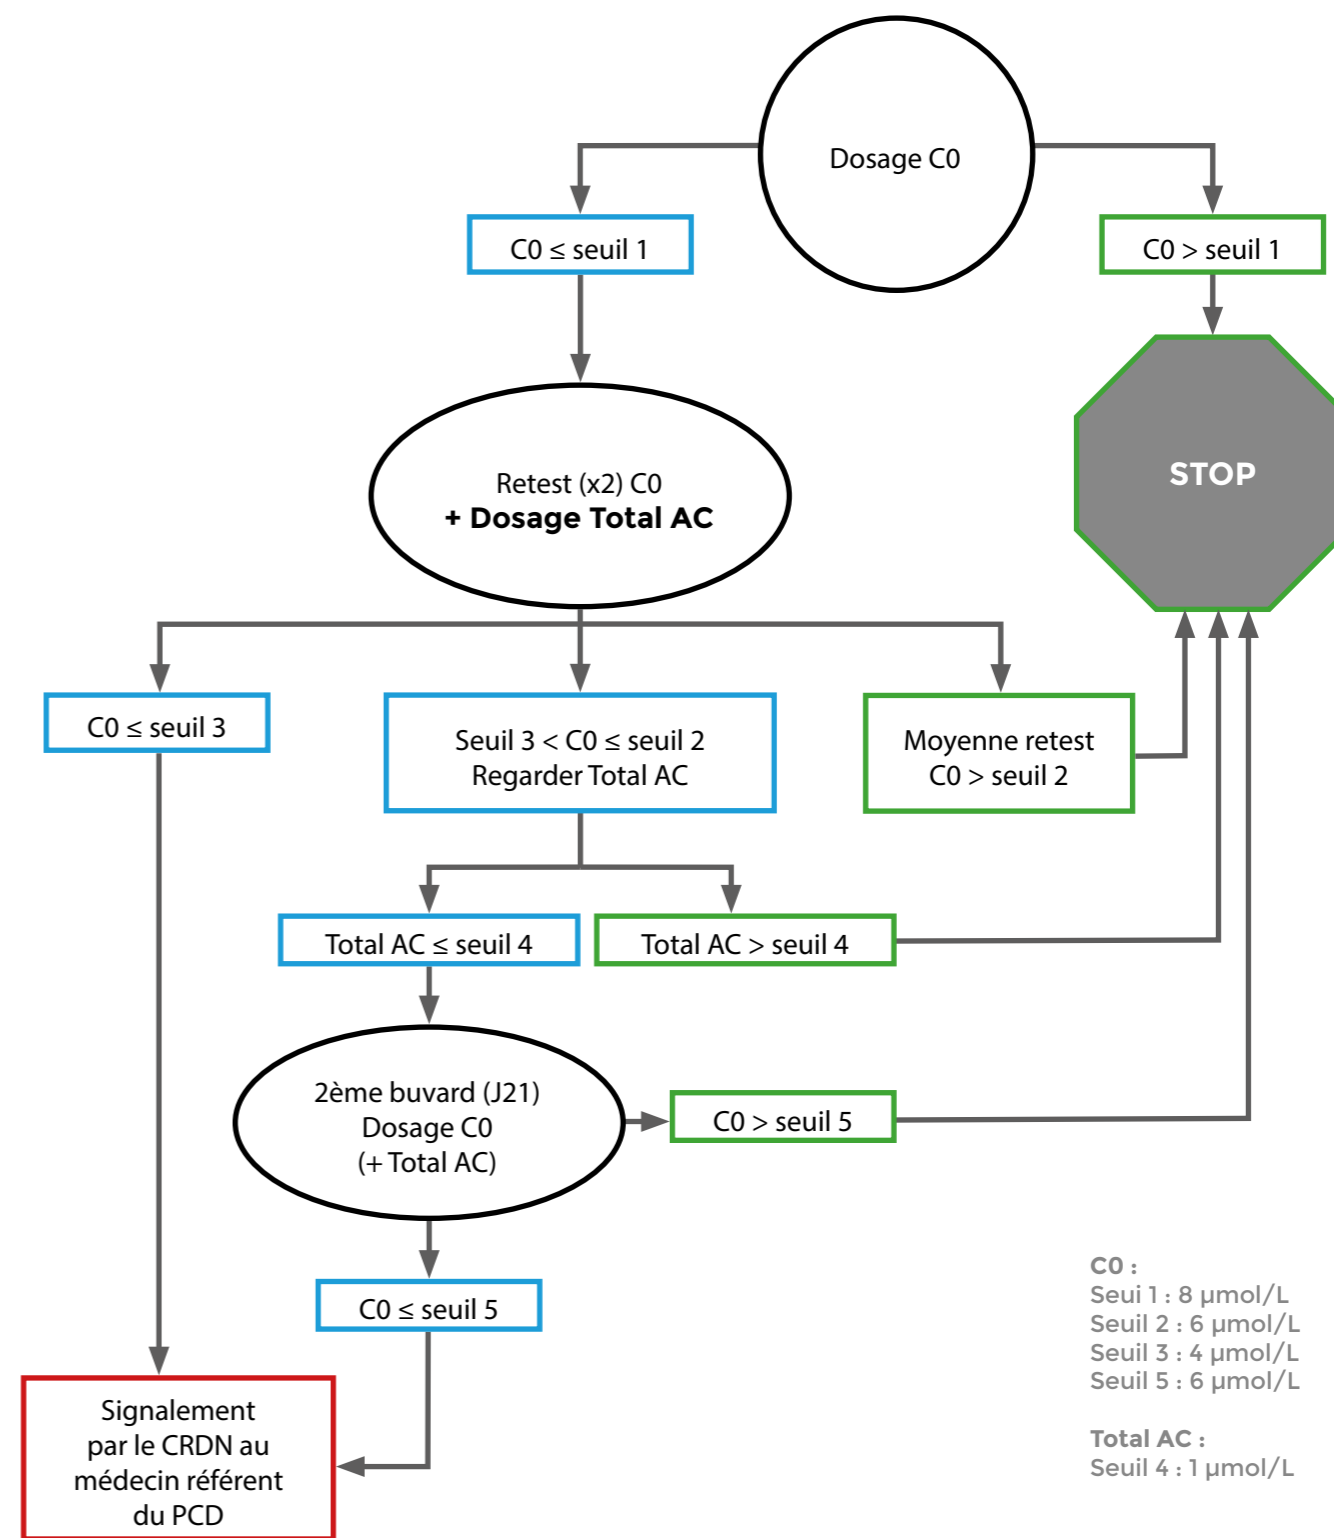 Dosage C0
C0 ≤ seuil 1
C0 > seuil 1
STOP
Retest (x2) C0
+ Dosage Total AC
C0 ≤ seuil 3
Seuil 3 < C0 ≤ seuil 2
Regarder Total AC
Moyenne retest
C0 > seuil 2
Total AC ≤ seuil 4
Total AC > seuil 4
2ème buvard (J21)
Dosage C0
(+ Total AC)
C0 > seuil 5
C0 ≤ seuil 5
Signalement
par le CRDN au
médecin référent
du PCD
C0 :
Seui 1 : 8 µmol/L
Seuil 2 : 6 µmol/L
Seuil 3 : 4 µmol/L
Seuil 5 : 6 µmol/L
Total AC :
Seuil 4 : 1 µmol/L